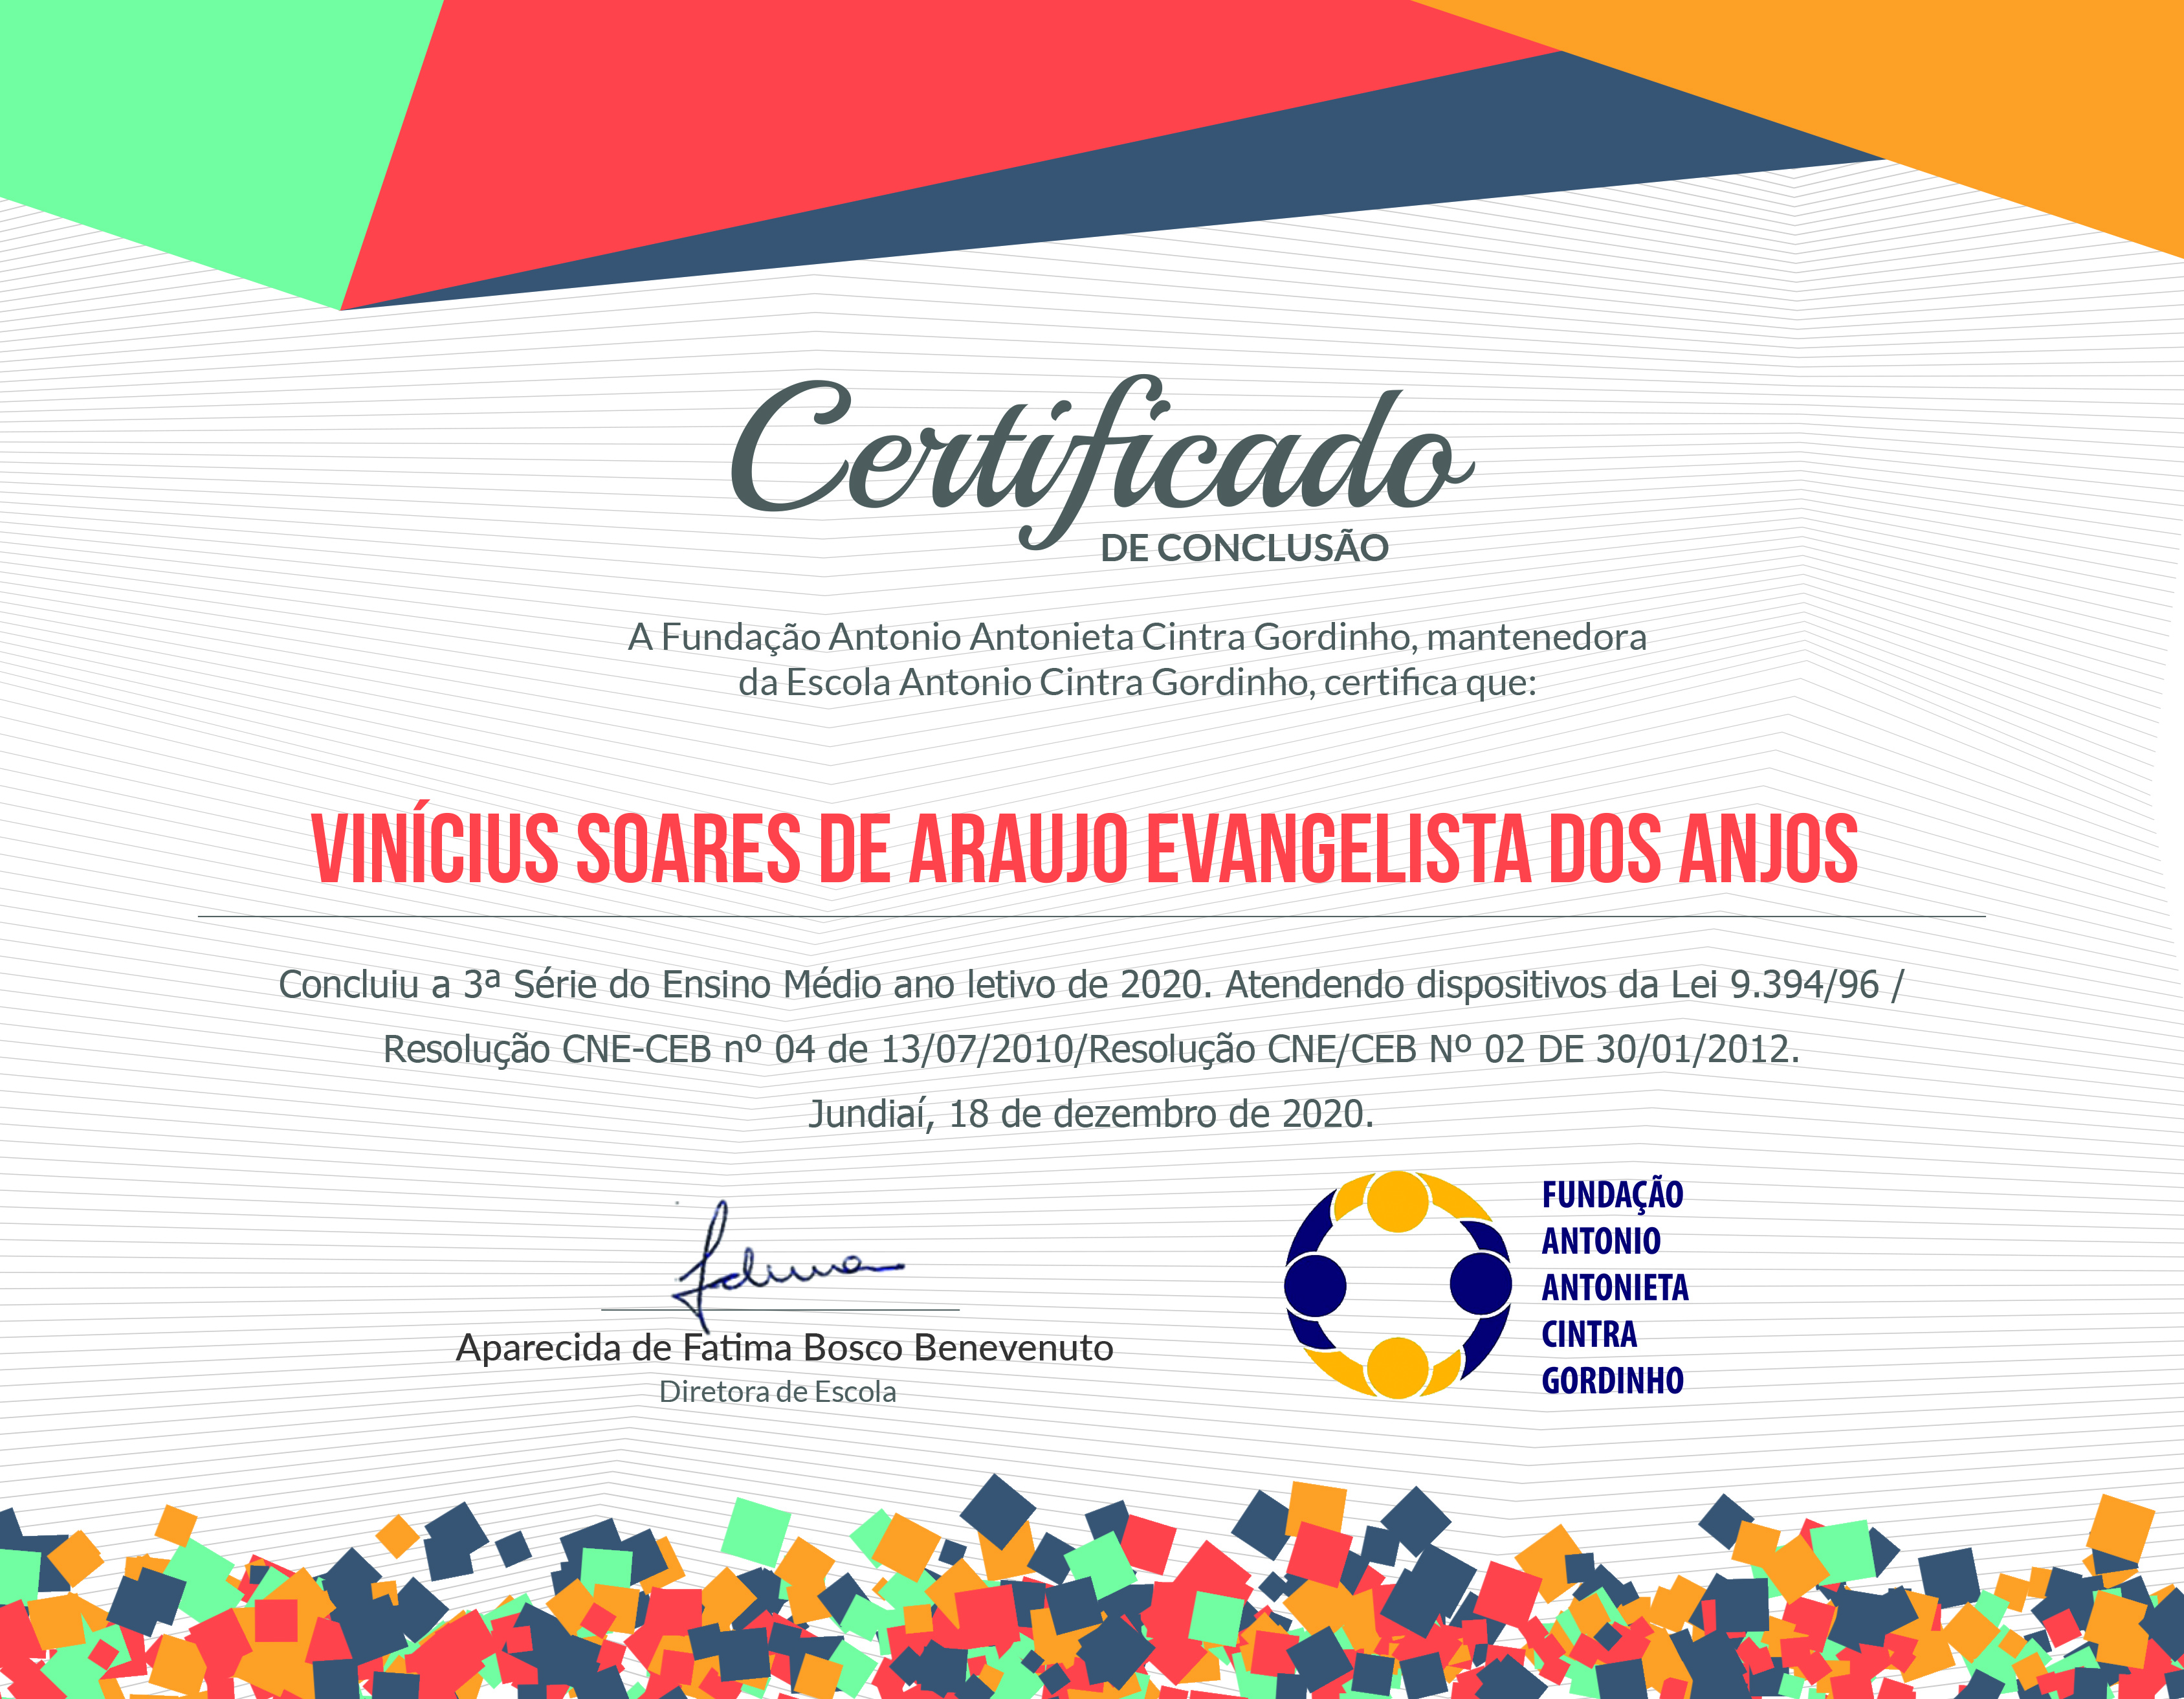 Certificado
DE CONCLUSÃO
A Fundação Antonio Antonieta Cintra Gordinho, mantenedora
da Escola Antonio Cintra Gordinho, certifica que:
VINÍCIUS SOARES DE ARAUJO EVANGELISTA DOS ANJOS
Concluiu a 3ª Série do Ensino Médio ano letivo de 2020. Atendendo dispositivos da Lei 9.394/96 /
Resolução CNE-CEB nº 04 de 13/07/2010/Resolução CNE/CEB Nº 02 DE 30/01/2012.
Jundiaí, 18 de dezembro de 2020.
Fatima
Aparecida de Fatima Bosco Benevenuto
Diretora de Escola
FUNDAÇÃO
ANTONIO
ANTONIETA
CINTRA
GORDINHO